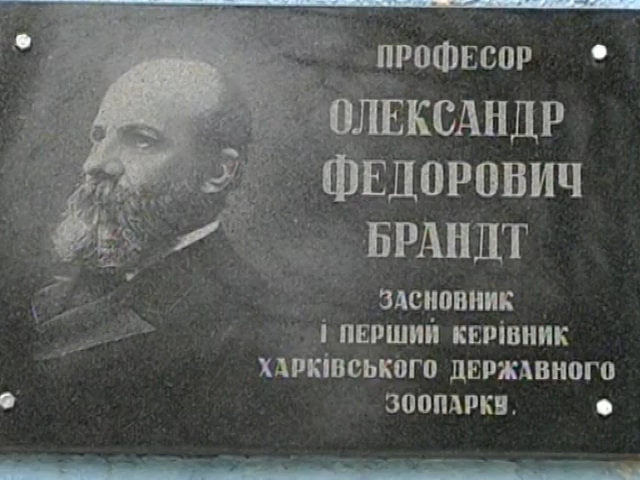 ПРОФЕСОР
ОЛЕКСАНДР
ФЕДОРОВИЧ
БРАНДТ
ЗАСНОВНИК
І ПЕРШИЙ КЕРІВНИК
ХАРКІВСЬКОГО ДЕРЖАВНОГО
ЗООПАРКУ.